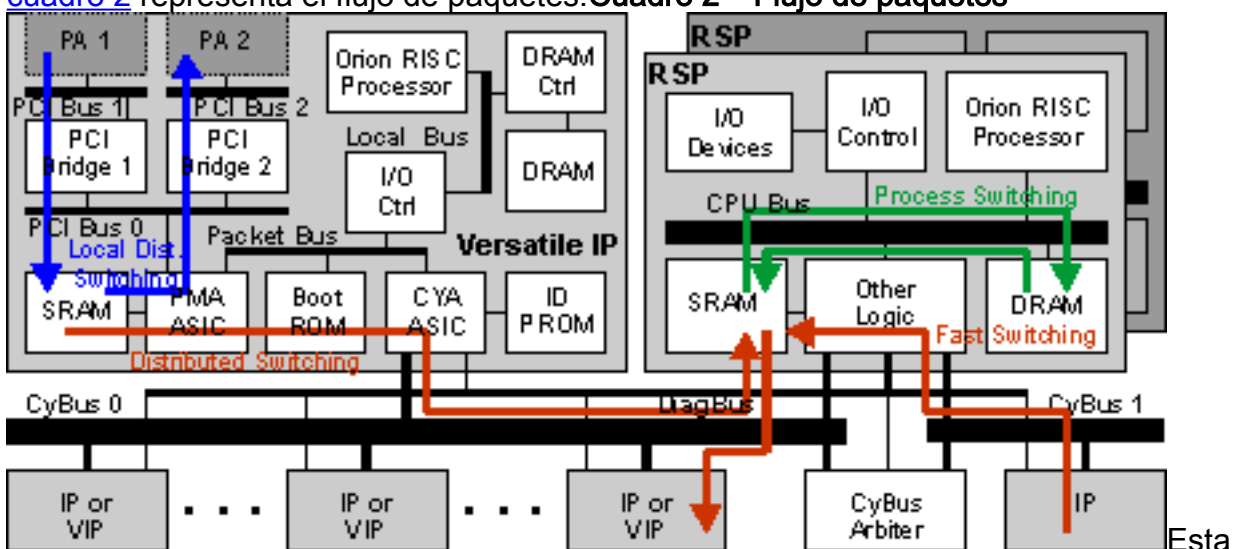 cuadro 2 representa el flujo de paquetes.Cuadro 2 – Flujo de paquetes
PA 1
PA 2
PCI Bus 1
PCI Bus 2
PCI
Bridge 1
PCI
Bridge 2
PCI Bus 0
Local Dist.
Switching
Orion RISC
Processor
DRAM
Ctrl
Local Bus
I/O
Ctrl
DRAM
Packet Bus
Versatile IP
SRAM
PMA
ASIC
Boot
ROM
CYA
ASIC
ID
PROM
Distributed Switching
RSP
RSP
I/O
Devices
I/O
Control
Orion RISC
Processor
CPU Bus
Process Switching
SRAM
Other
Logic
DRAM
Fast Switching
CyBus 0
DiagBus
CyBus 1
IP or
VIP
. . .
IP or
VIP
. . .
IP or
VIP
CyBus
Arbiter
IP
Esta